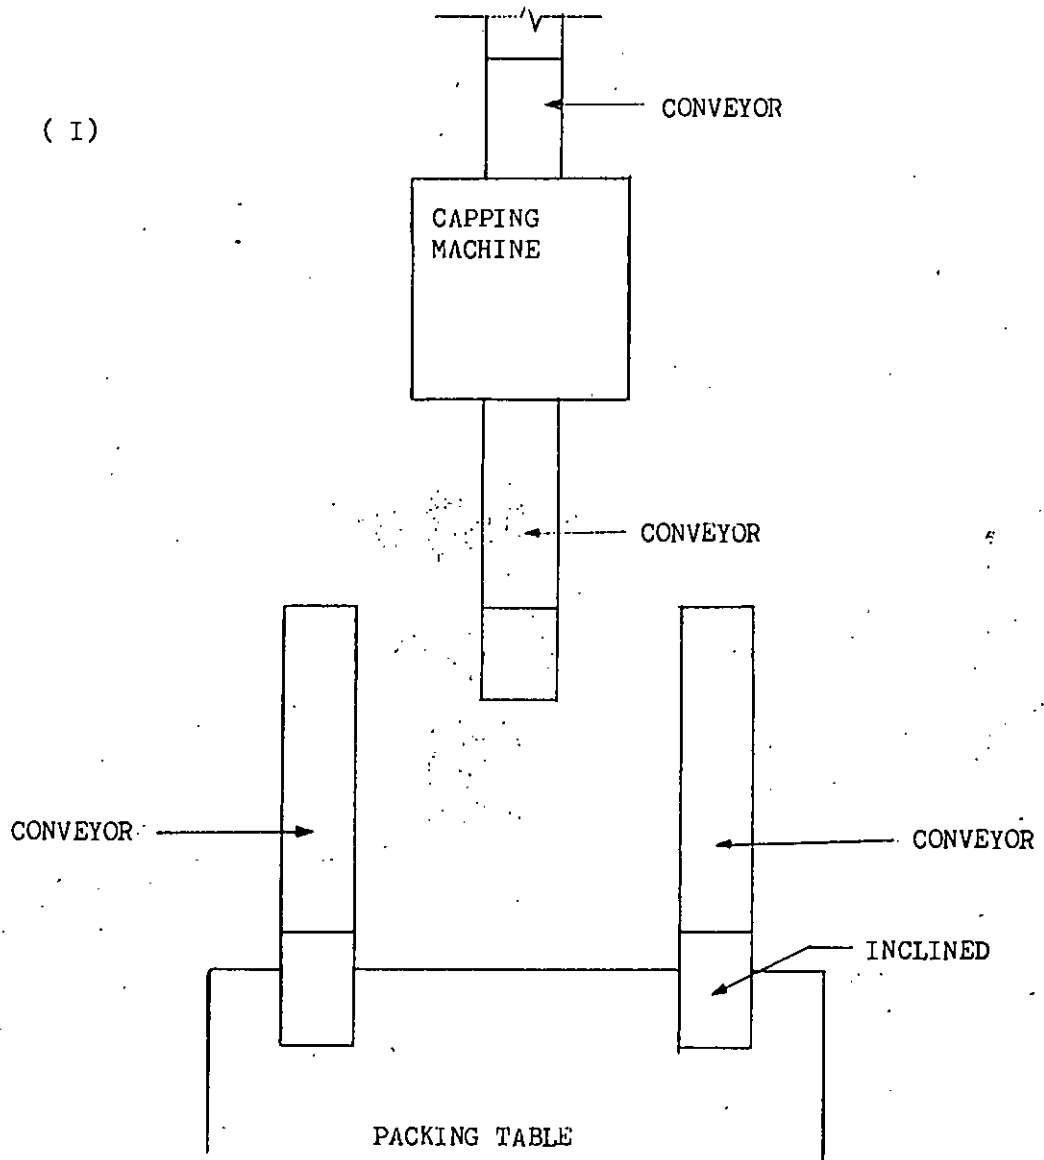 CONVEYOR
( I)
CAPPING
MACHINE
CONVEYOR
CONVEYOR
CONVEYOR
INCLINED
PACKING TABLE